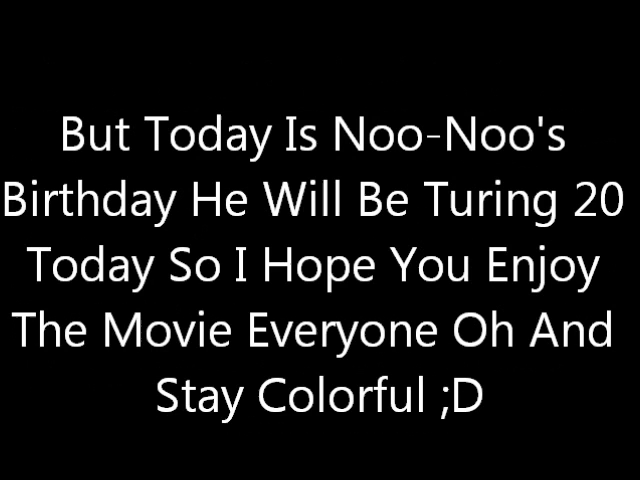 But Today Is Noo-Noo's
Birthday He Will Be Turing 20
Today So I Hope You Enjoy
The Movie Everyone Oh And
Stay Colorful ;D